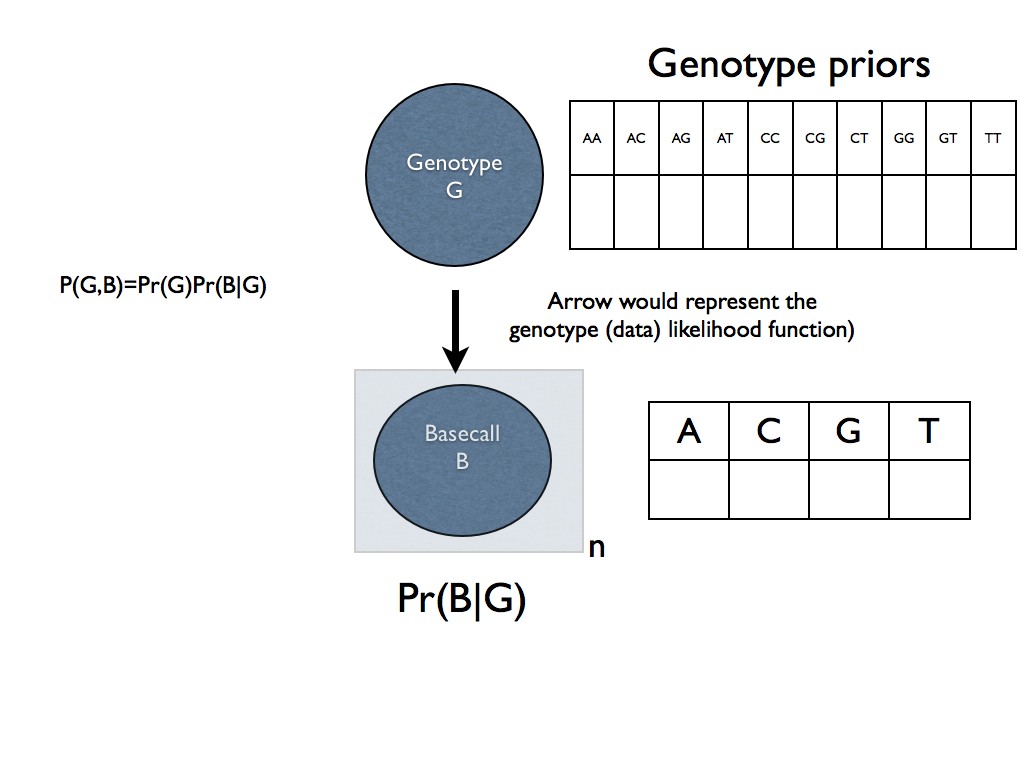 Genotype priors
Genotype
G
AA AC AG AT CC CG CT GG GT TT
P(G,B)=Pr(G)Pr(B|G)
Arrow would represent the
genotype (data) likelihood function)
Basecall
B
A C G T
n
Pr(B|G)